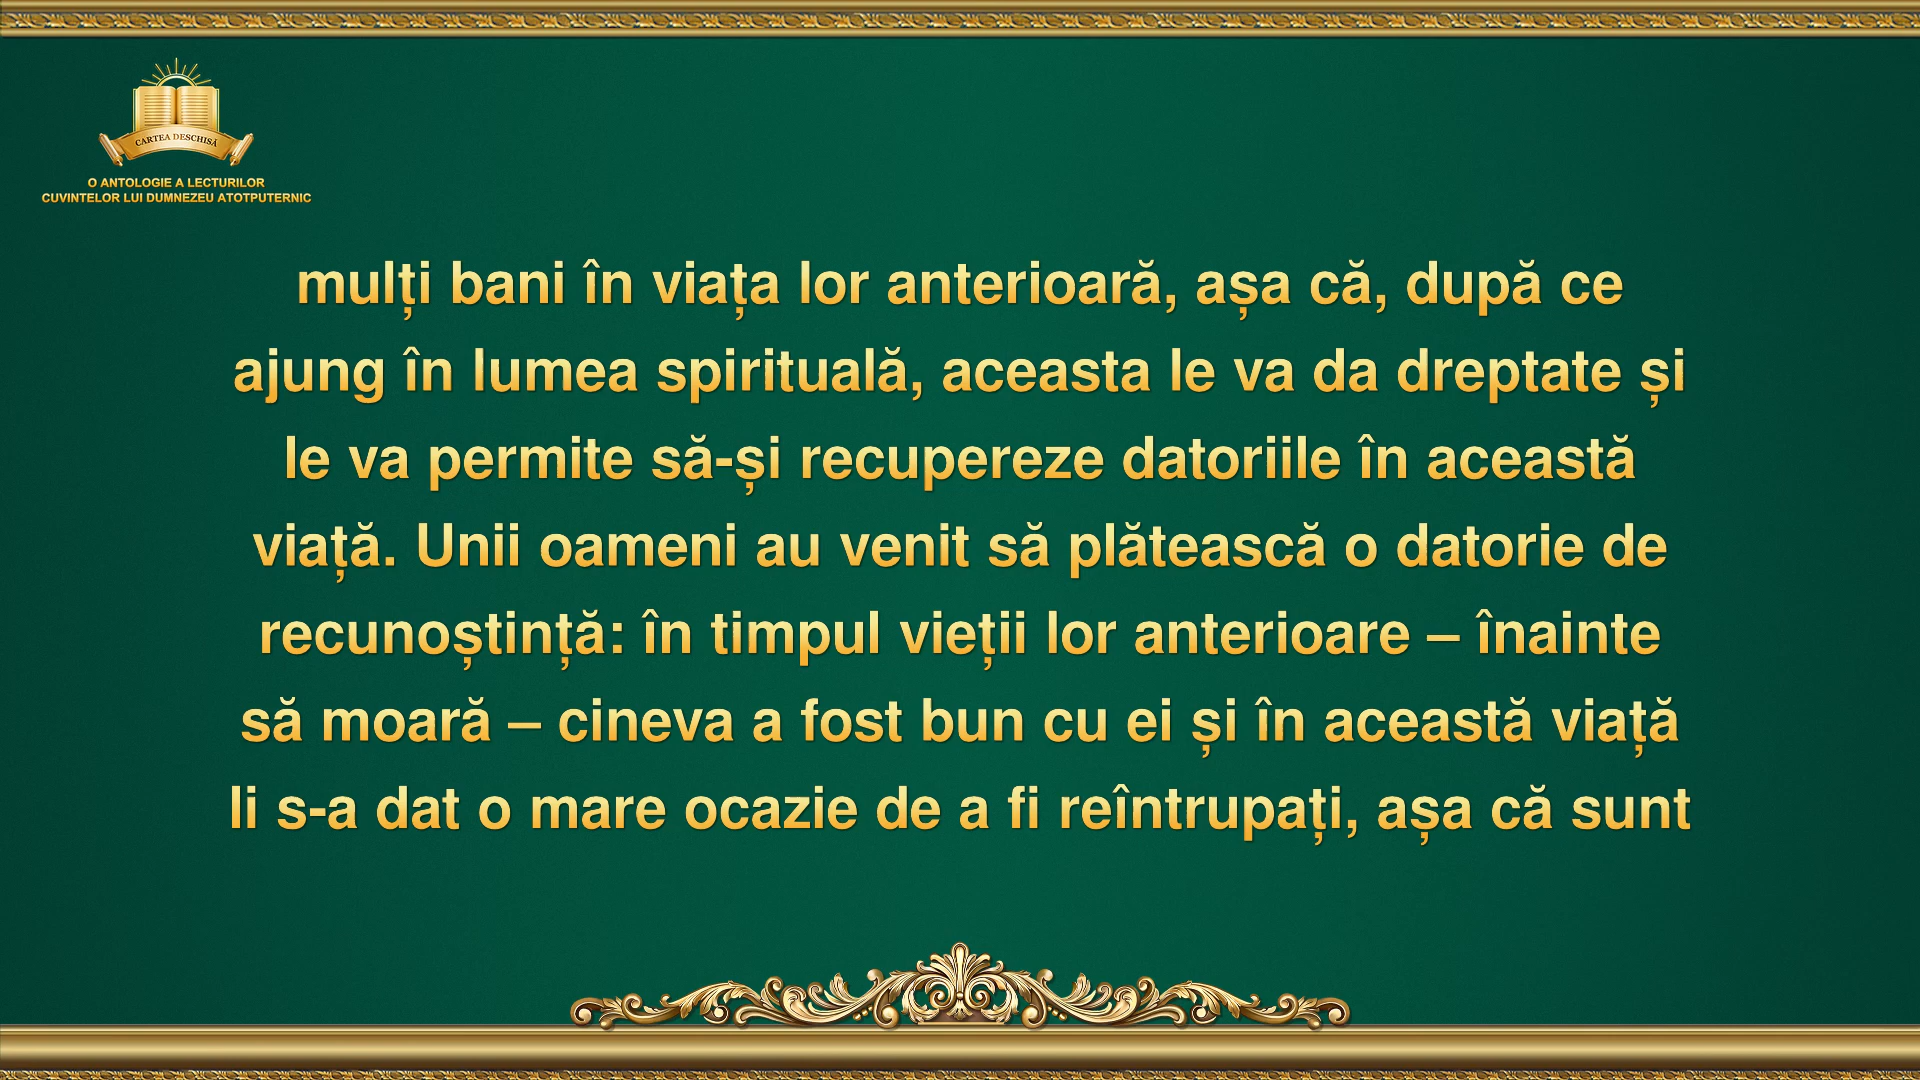 CARTEA DESCHISĂ
O ANTOLOGIE A LECTURILOR
CUVINTELOR LUI DUMNEZEU ATOTPUTERNIC
mulți bani în viața lor anterioară, așa că, după ce
ajung în lumea spirituală, aceasta le va da dreptate și
le va permite să-și recupereze datoriile în această
viață. Unii oameni au venit să plătească o datorie de
recunoștință: în timpul vieții lor anterioare – înainte
să moară – cineva a fost bun cu ei și în această viață
li s-a dat o mare ocazie de a fi reîntrupați, așa că sunt